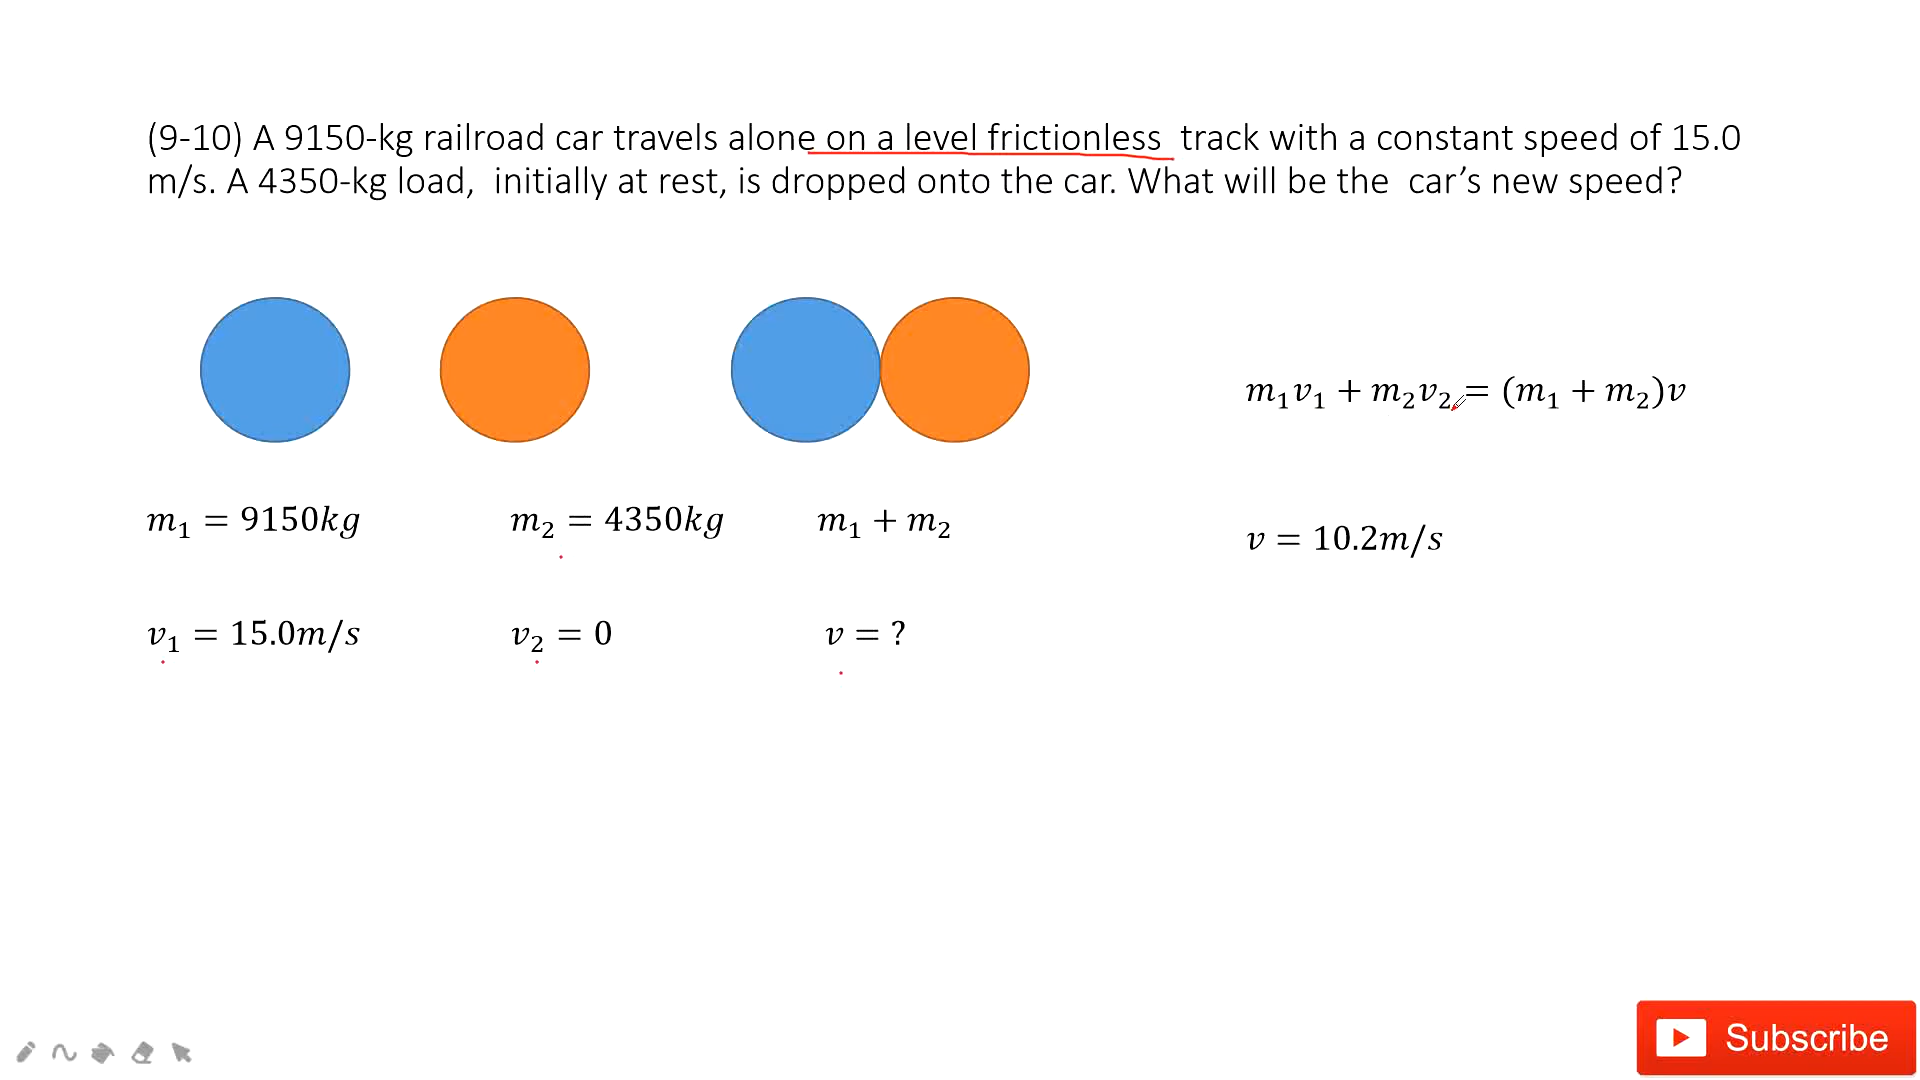 (9-10) A 9150-kg railroad car travels alone on a level frictionless track with a constant speed of 15.0
m/s. A 4350-kg load, initially at rest, is dropped onto the car. What will be the car’s new speed?
m₁v₁ + m₂v₂ = (m₁ + m₂)v
m₁ = 9150kg
m₂ = 4350kg
m₁ + m₂
v = 10.2m/s
v₁ = 15.0m/s
v₂ = 0
v = ?
Subscribe